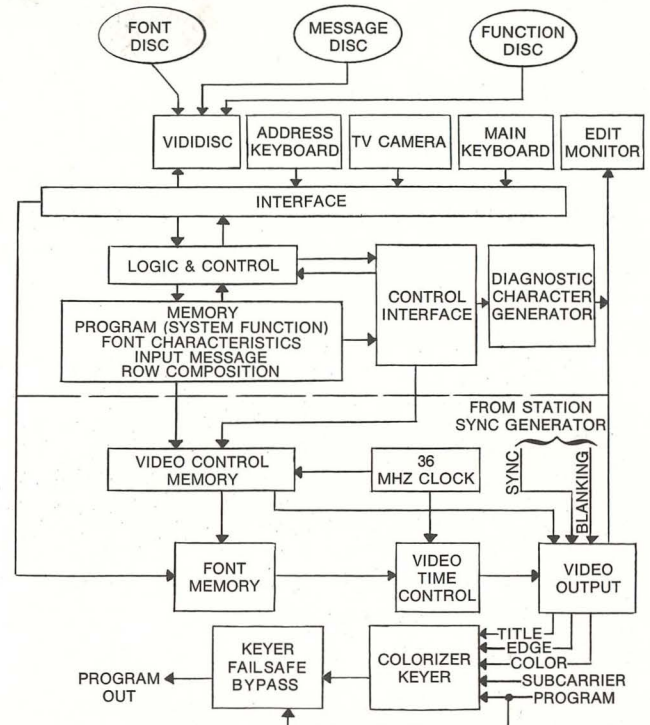 FONT
DISC
MESSAGE
DISC
FUNCTION
DISC
VIDIDISC
ADDRESS
KEYBOARD
TV CAMERA
MAIN
KEYBOARD
EDIT
MONITOR
INTERFACE
LOGIC & CONTROL
MEMORY
PROGRAM (SYSTEM FUNCTION)
FONT CHARACTERISTICS
INPUT MESSAGE
ROW COMPOSITION
CONTROL
INTERFACE
DIAGNOSTIC
CHARACTER
GENERATOR
FROM STATION
SYNC GENERATOR
SYNC
BLANKING
VIDEO CONTROL
MEMORY
36
MHZ CLOCK
FONT
MEMORY
VIDEO
TIME
CONTROL
VIDEO
OUTPUT
KEYER
FAILSAFE
BYPASS
COLORIZER
KEYER
TITLE
EDGE
COLOR
SUBCARRIER
PROGRAM
PROGRAM
OUT